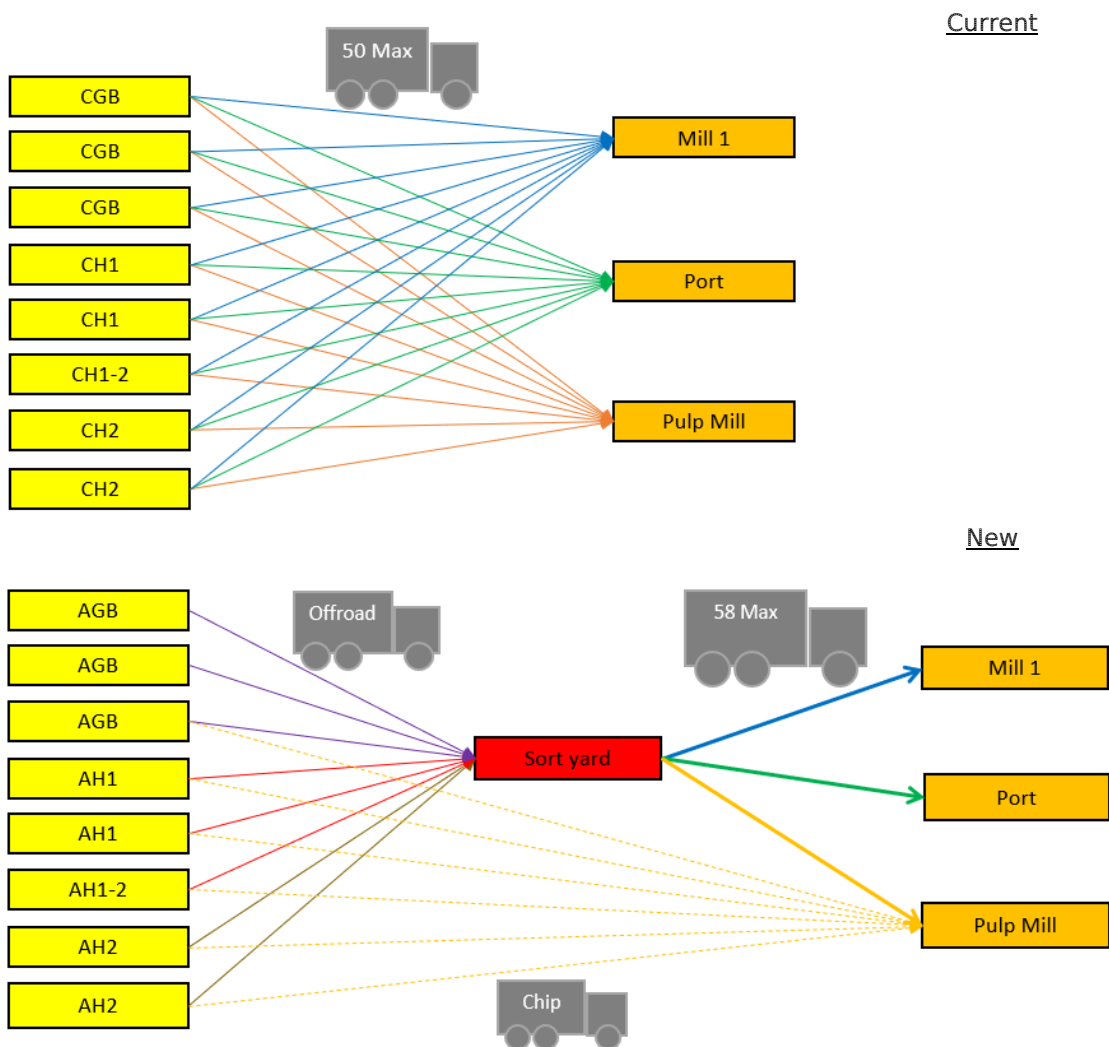 Current
50 Max
CGB
Mill 1
CGB
CGB
CH1
Port
CH1
CH1-2
CH2
Pulp Mill
CH2
New
AGB
Offroad
58 Max
AGB
Mill 1
AGB
Sort yard
AH1
Port
AH1
AH1-2
Pulp Mill
AH2
AH2
Chip